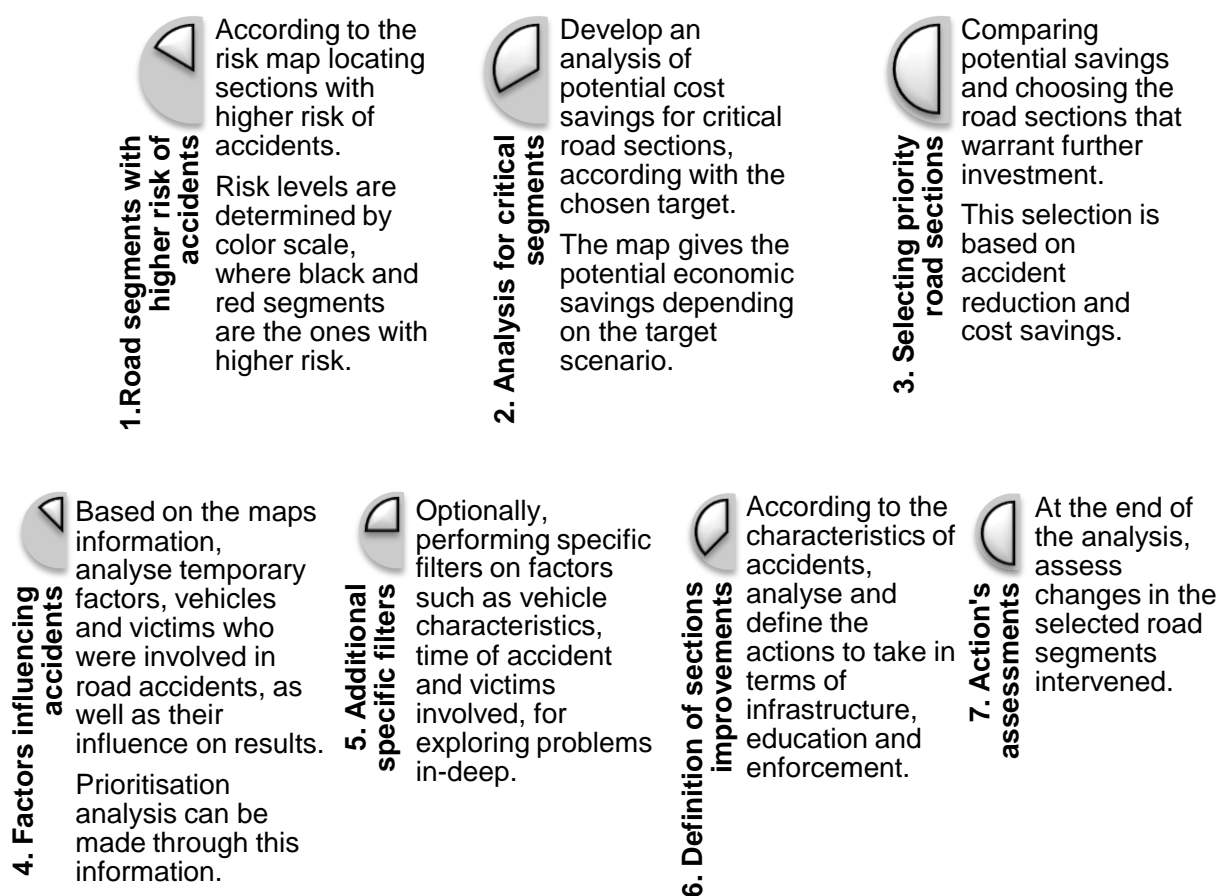 1.Road segments with
higher risk of
accidents
According to the
risk map locating
sections with
higher risk of
accidents.
Risk levels are
determined by
color scale,
where black and
red segments
are the ones with
higher risk.
2. Analysis for critical
segments
Develop an
analysis of
potential cost
savings for critical
road sections,
according with the
chosen target.
The map gives the
potential economic
savings depending
on the target
scenario.
3. Selecting priority
road sections
Comparing
potential savings
and choosing the
road sections that
warrant further
investment.
This selection is
based on
accident
reduction and
cost savings.
4. Factors influencing
accidents
Based on the maps
information,
analyse temporary
factors, vehicles
and victims who
were involved in
road accidents, as
well as their
influence on results.
Prioritisation
analysis can be
made through this
information.
5. Additional
specific filters
Optionally,
performing specific
filters on factors
such as vehicle
characteristics,
time of accident
and victims
involved, for
exploring problems
in-deep.
6. Definition of sections
improvements
According to the
characteristics of
accidents,
analyse and
define the
actions to take in
terms of
infrastructure,
education and
enforcement.
7. Action's
assessments
At the end of
the analysis,
assess
changes in the
selected road
segments
intervened.